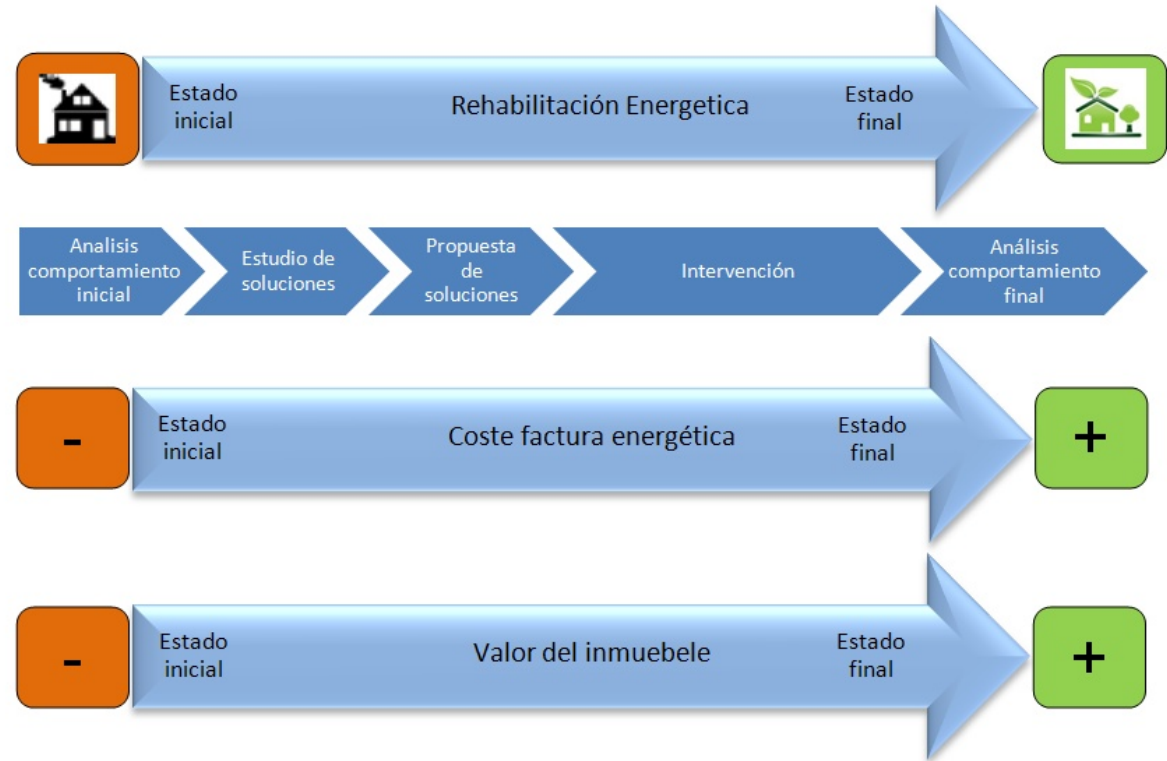 Estado
inicial
Rehabilitación Energetica
Estado
final
Analisis
comportamiento
inicial
Estudio de
soluciones
Propuesta
de
soluciones
Intervención
Análisis
comportamiento
final
-
Estado
inicial
Coste factura energética
Estado
final
+
-
Estado
inicial
Valor del inmuebele
Estado
final
+